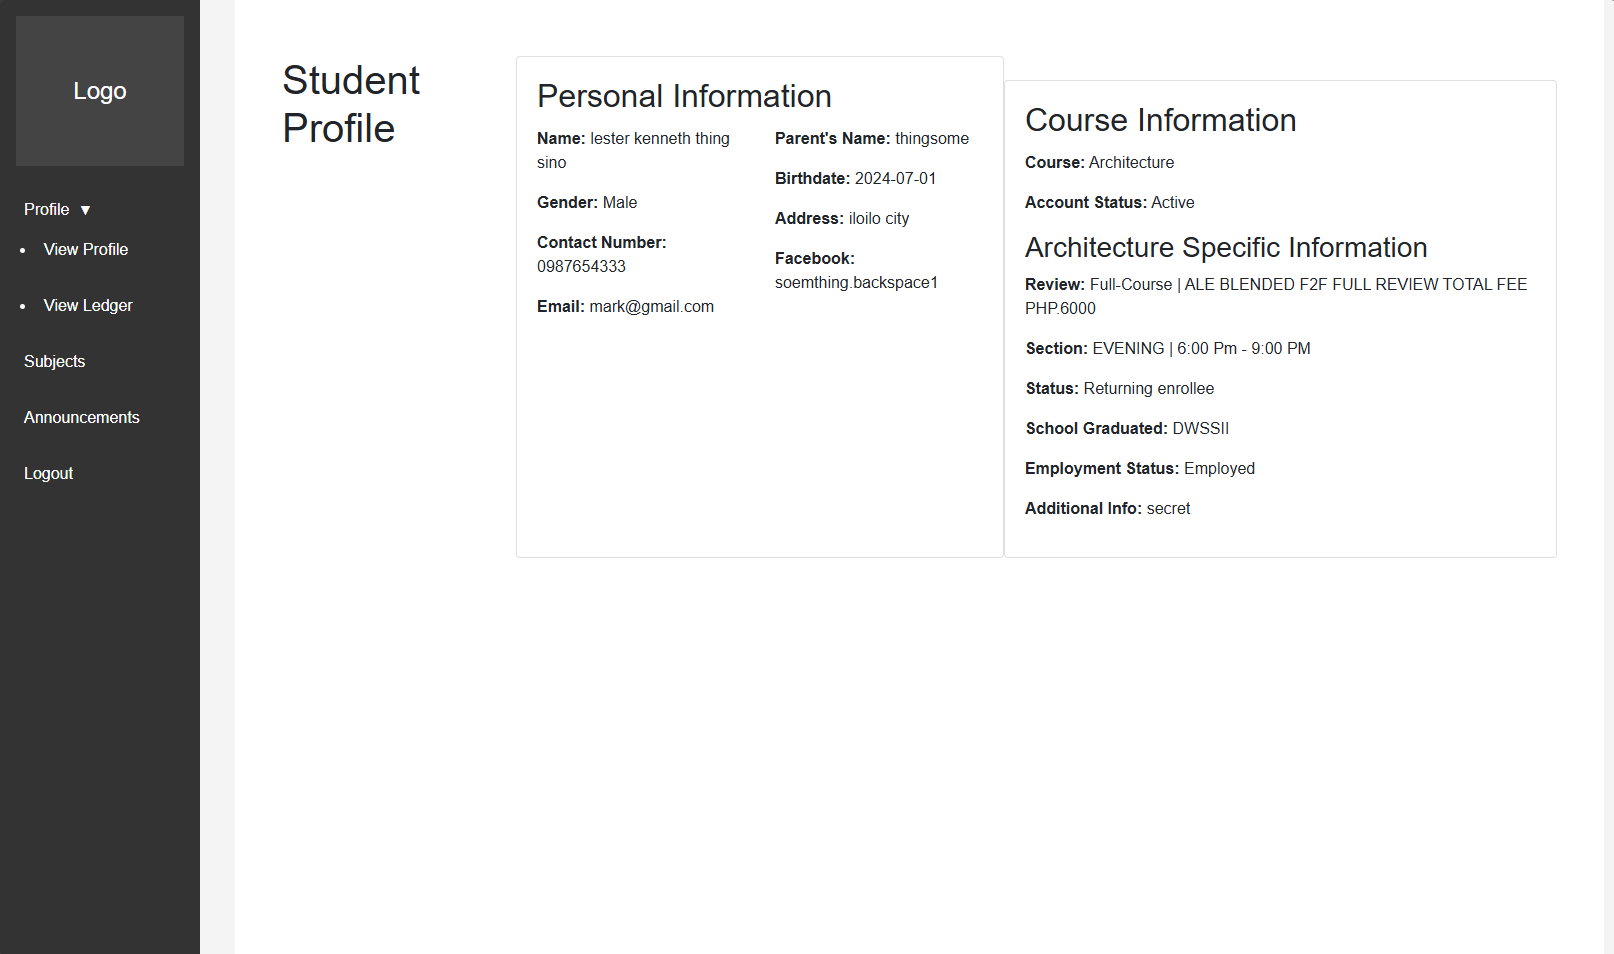 Logo
Profile ▼
• View Profile
• View Ledger
Subjects
Announcements
Logout
Student
Profile
Personal Information
Name: lester kenneth thing
sino
Gender: Male
Contact Number:
0987654333
Email: mark@gmail.com
Parent's Name: thingsome
Birthdate: 2024-07-01
Address: iloilo city
Facebook:
soemthing.backspace1
Course Information
Course: Architecture
Account Status: Active
Architecture Specific Information
Review: Full-Course | ALE BLENDED F2F FULL REVIEW TOTAL FEE
PHP.6000
Section: EVENING | 6:00 Pm - 9:00 PM
Status: Returning enrollee
School Graduated: DWSSII
Employment Status: Employed
Additional Info: secret